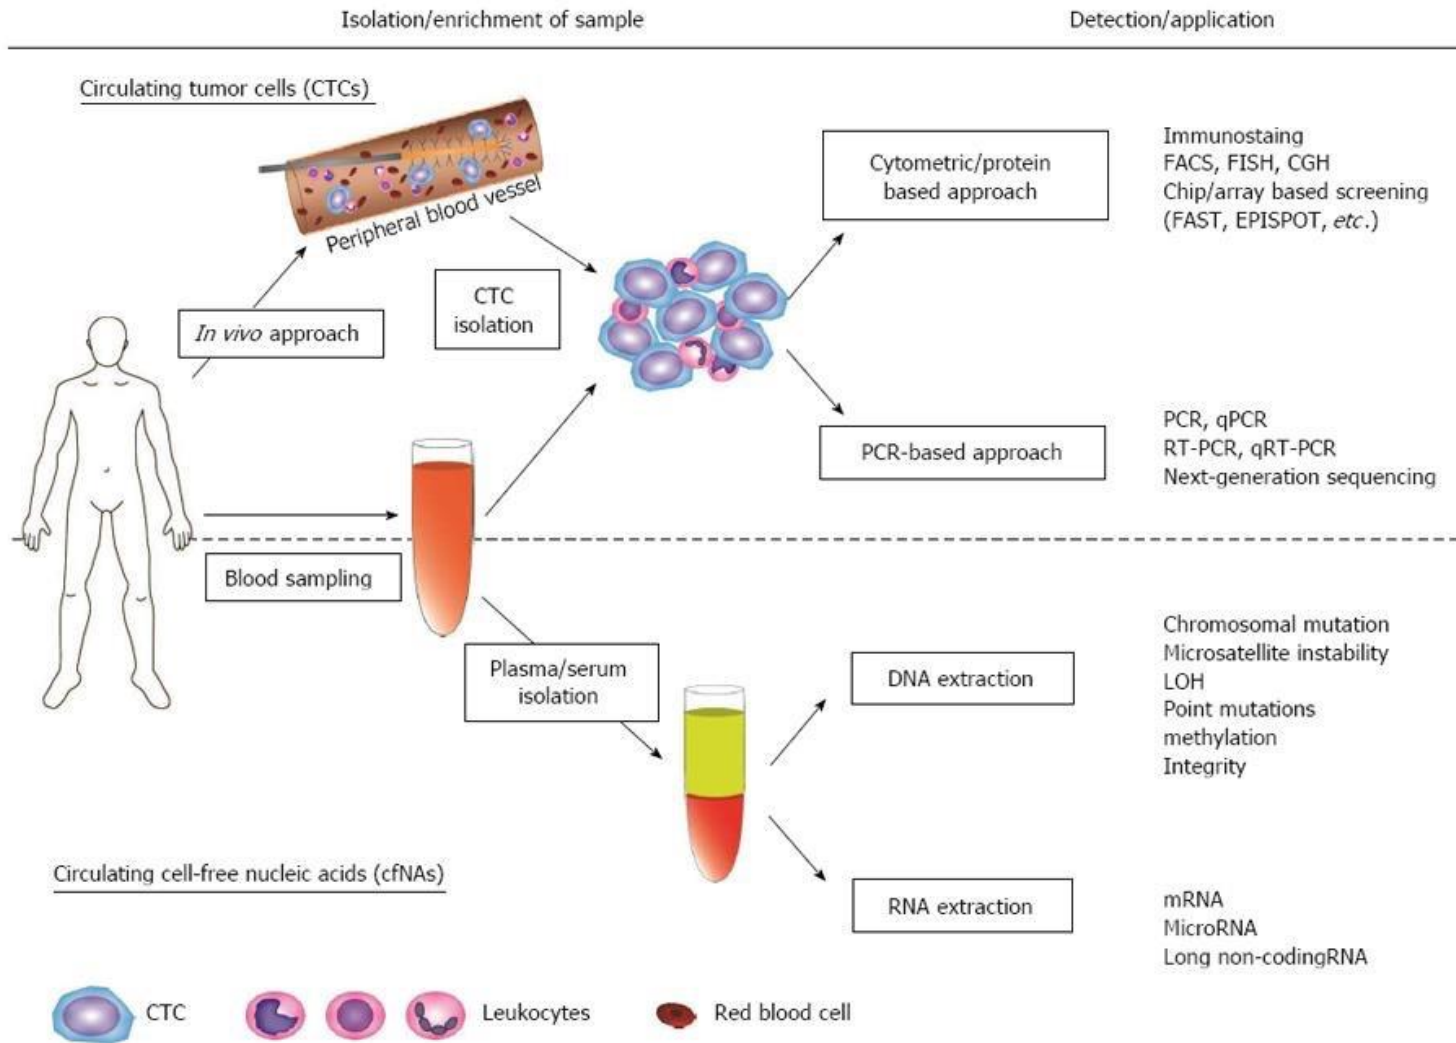 Isolation/enrichment of sample
Detection/application
Circulating tumor cells (CTCs)
Peripheral blood vessel
In vivo approach
CTC
isolation
Cytometric/protein
based approach
Immunostaing
FACS, FISH, CGH
Chip/array based screening
(FAST, EPISPOT, etc.)
PCR-based approach
PCR, qPCR
RT-PCR, qRT-PCR
Next-generation sequencing
Blood sampling
Plasma/serum
isolation
DNA extraction
Chromosomal mutation
Microsatellite instability
LOH
Point mutations
methylation
Integrity
Circulating cell-free nucleic acids (cfNAs)
RNA extraction
mRNA
MicroRNA
Long non-codingRNA
CTC
Leukocytes
Red blood cell